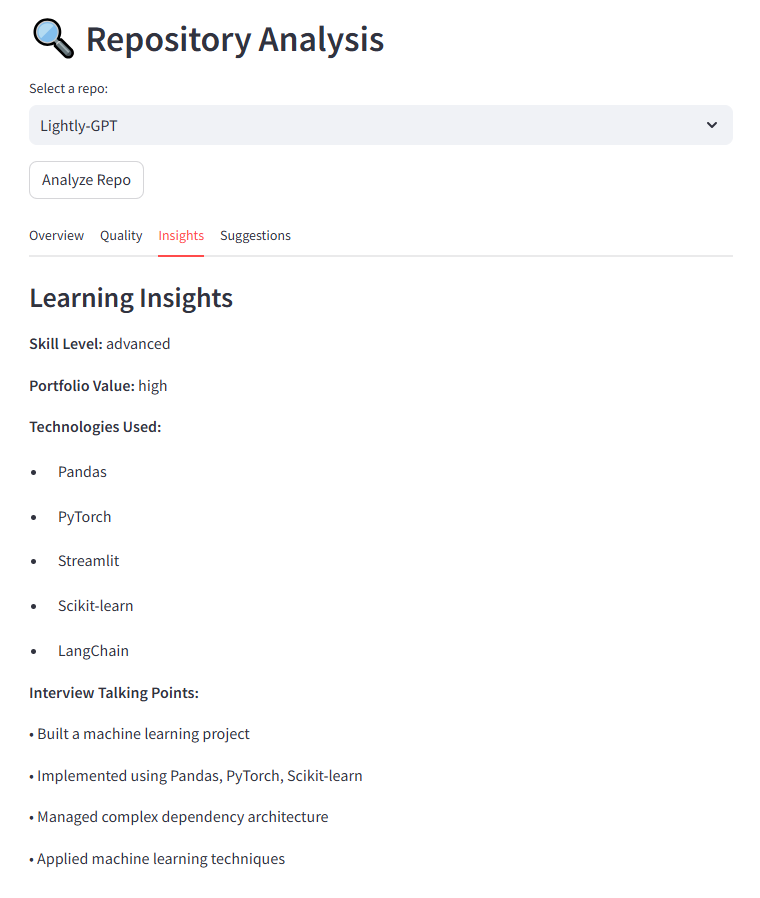 Repository Analysis
Select a repo:
Lightly-GPT
Analyze Repo
Overview Quality Insights Suggestions
Learning Insights
Skill Level: advanced
Portfolio Value: high
Technologies Used:
• Pandas
• PyTorch
• Streamlit
• Scikit-learn
• LangChain
Interview Talking Points:
• Built a machine learning project
• Implemented using Pandas, PyTorch, Scikit-learn
• Managed complex dependency architecture
• Applied machine learning techniques